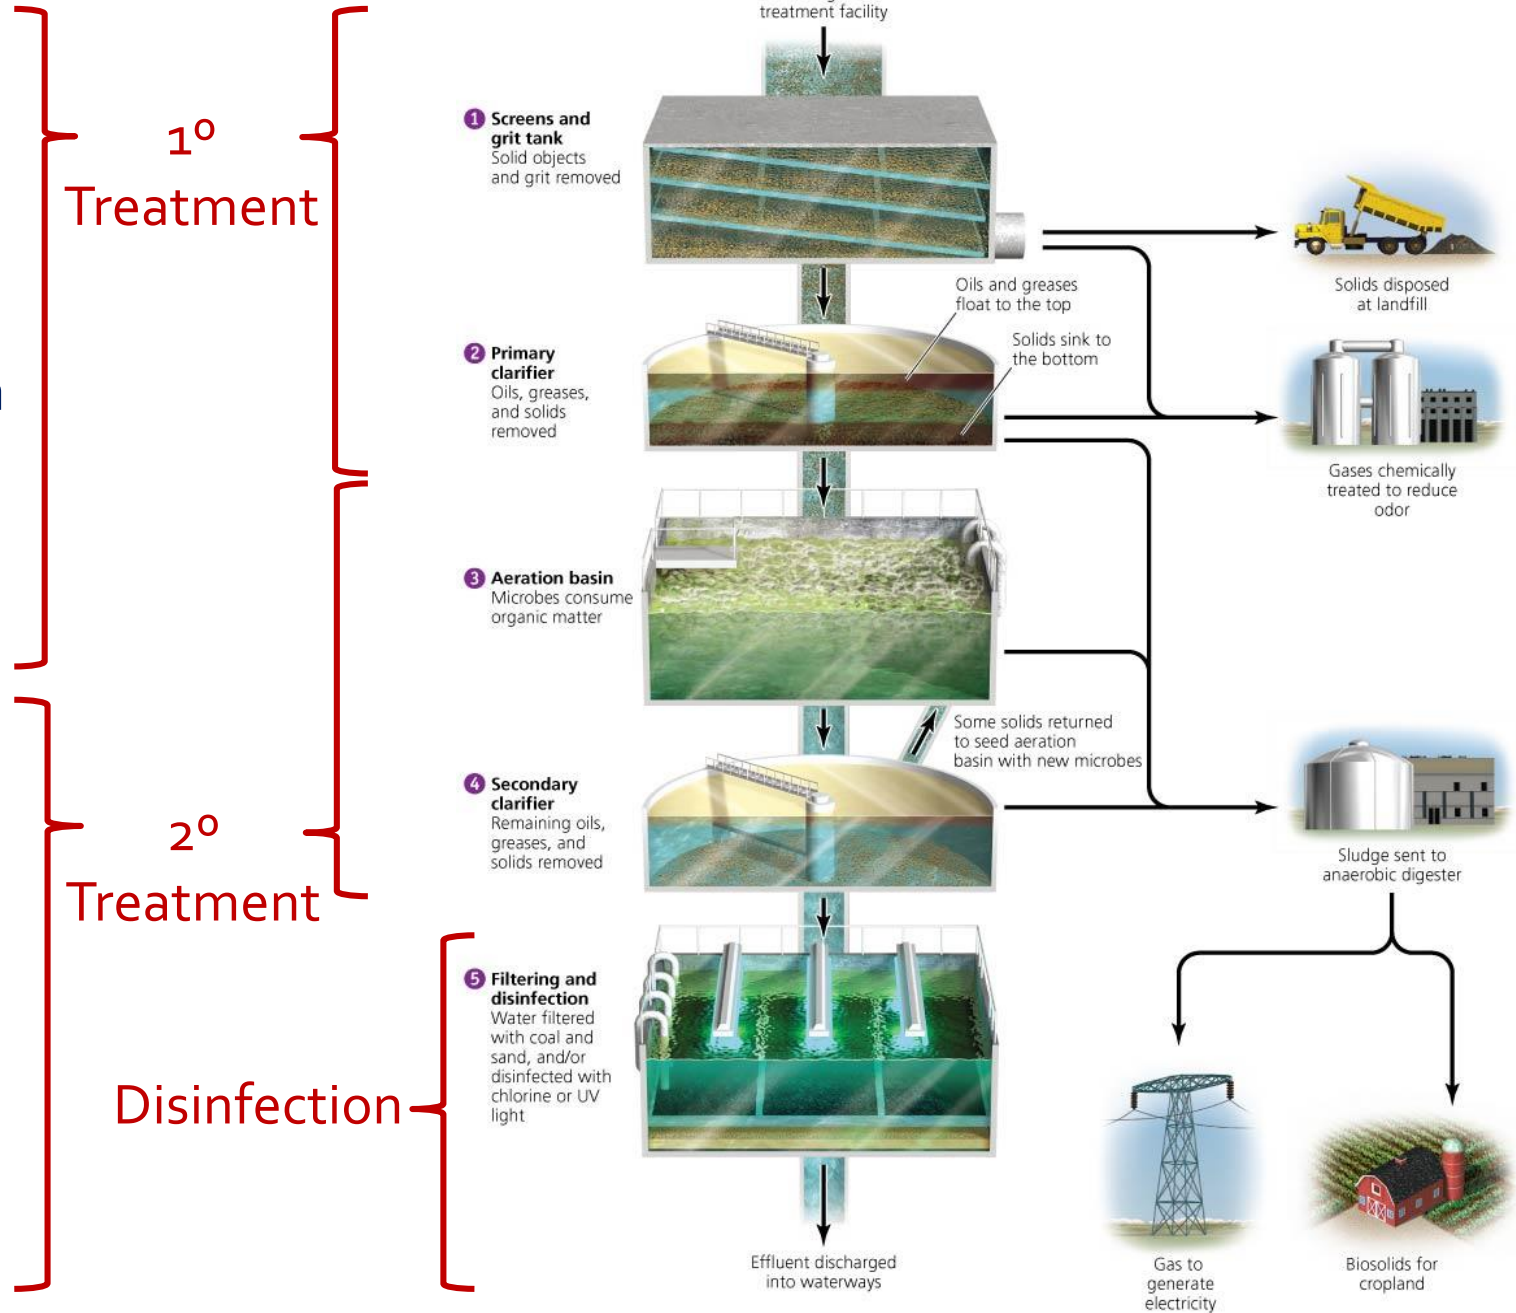 treatment facility
1º
Treatment
1 Screens and
grit tank
Solid objects
and grit removed
Solids disposed
at landfill
Oils and greases
float to the top
Solids sink to
the bottom
2 Primary
clarifier
Oils, greases,
and solids
removed
Gases chemically
treated to reduce
odor
3 Aeration basin
Microbes consume
organic matter
Some solids returned
to seed aeration
basin with new microbes
2º
Treatment
4 Secondary
clarifier
Remaining oils,
greases, and
solids removed
Sludge sent to
anaerobic digester
Disinfection
5 Filtering and
disinfection
Water filtered
with coal and
sand, and/or
disinfected with
chlorine or UV
light
Effluent discharged
into waterways
Gas to
generate
electricity
Biosolids for
cropland